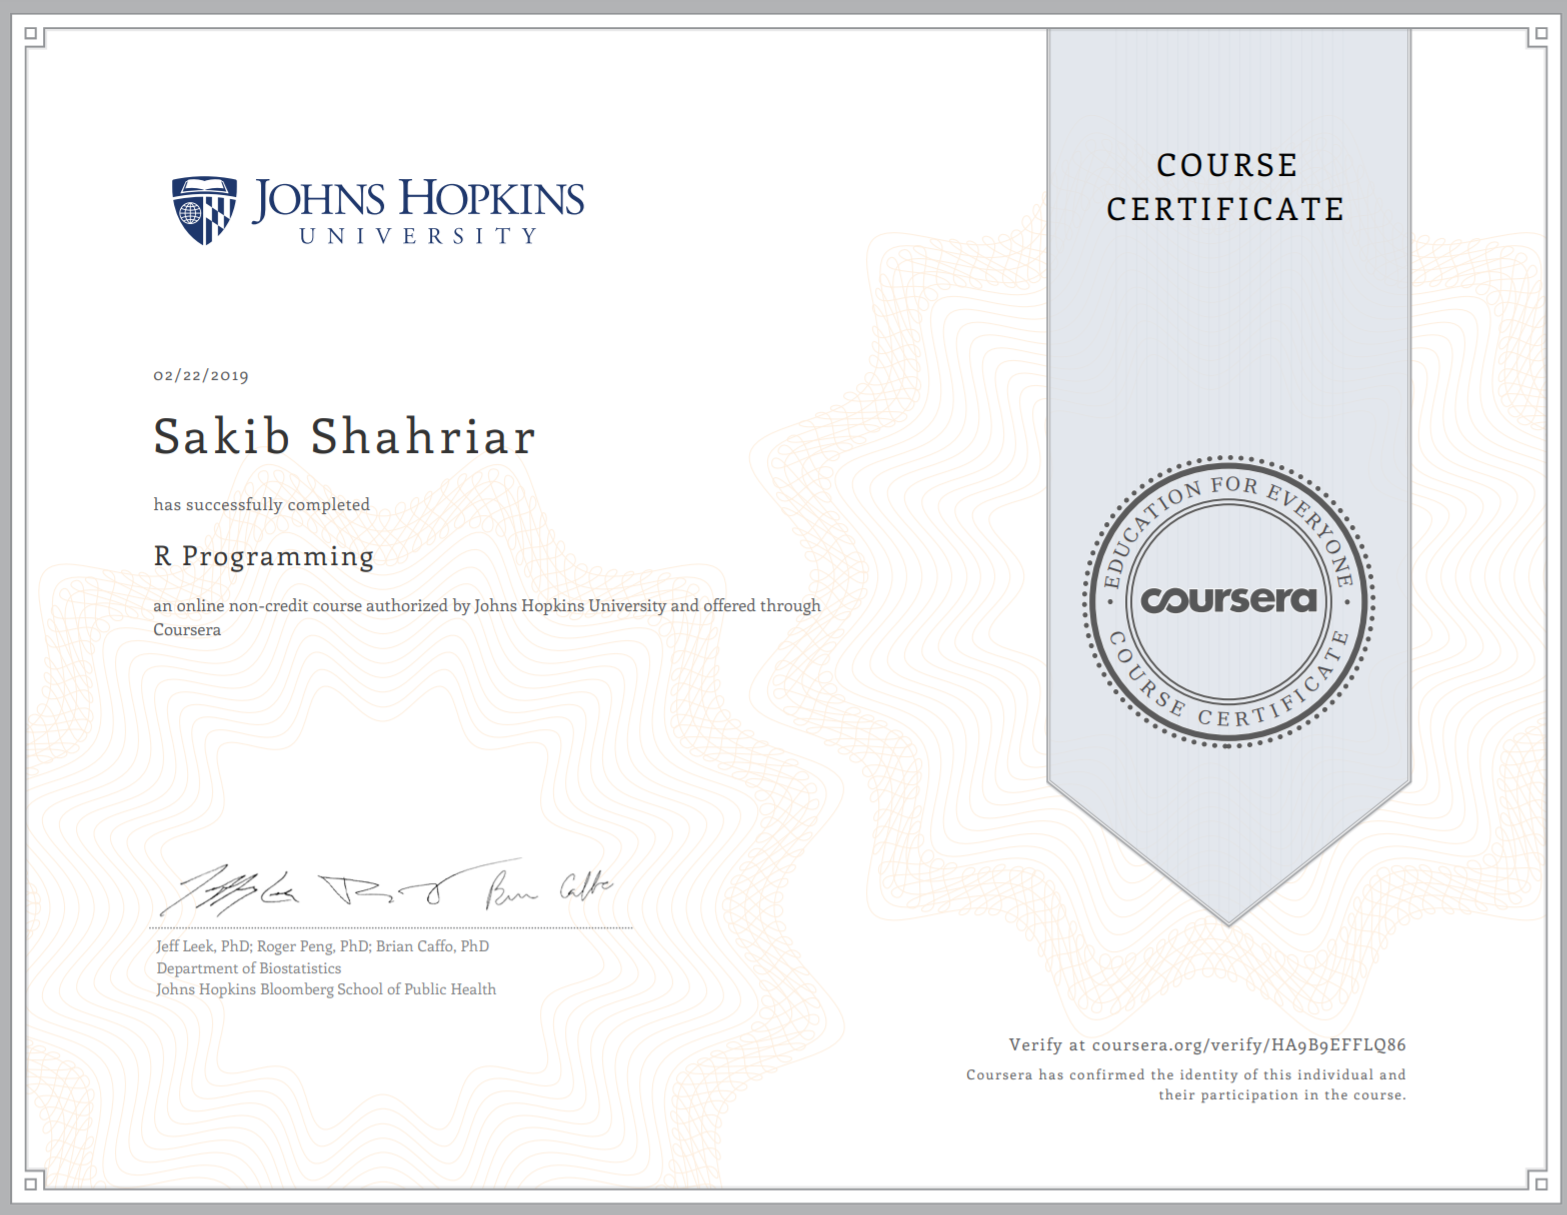 JOHNS HOPKINS
UNIVERSITY
COURSE
CERTIFICATE
02/22/2019
Sakib Shahriar
has successfully completed
R Programming
an online non-credit course authorized by Johns Hopkins University and offered through
Coursera
EDUCATION FOR EVERYONE
coursera
COURSE CERTIFICATE
Jeff Leek, PhD; Roger Peng, PhD; Brian Caffo, PhD
Department of Biostatistics
Johns Hopkins Bloomberg School of Public Health
Verify at coursera.org/verify/HA9B9EFFLQ86
Coursera has confirmed the identity of this individual and
their participation in the course.